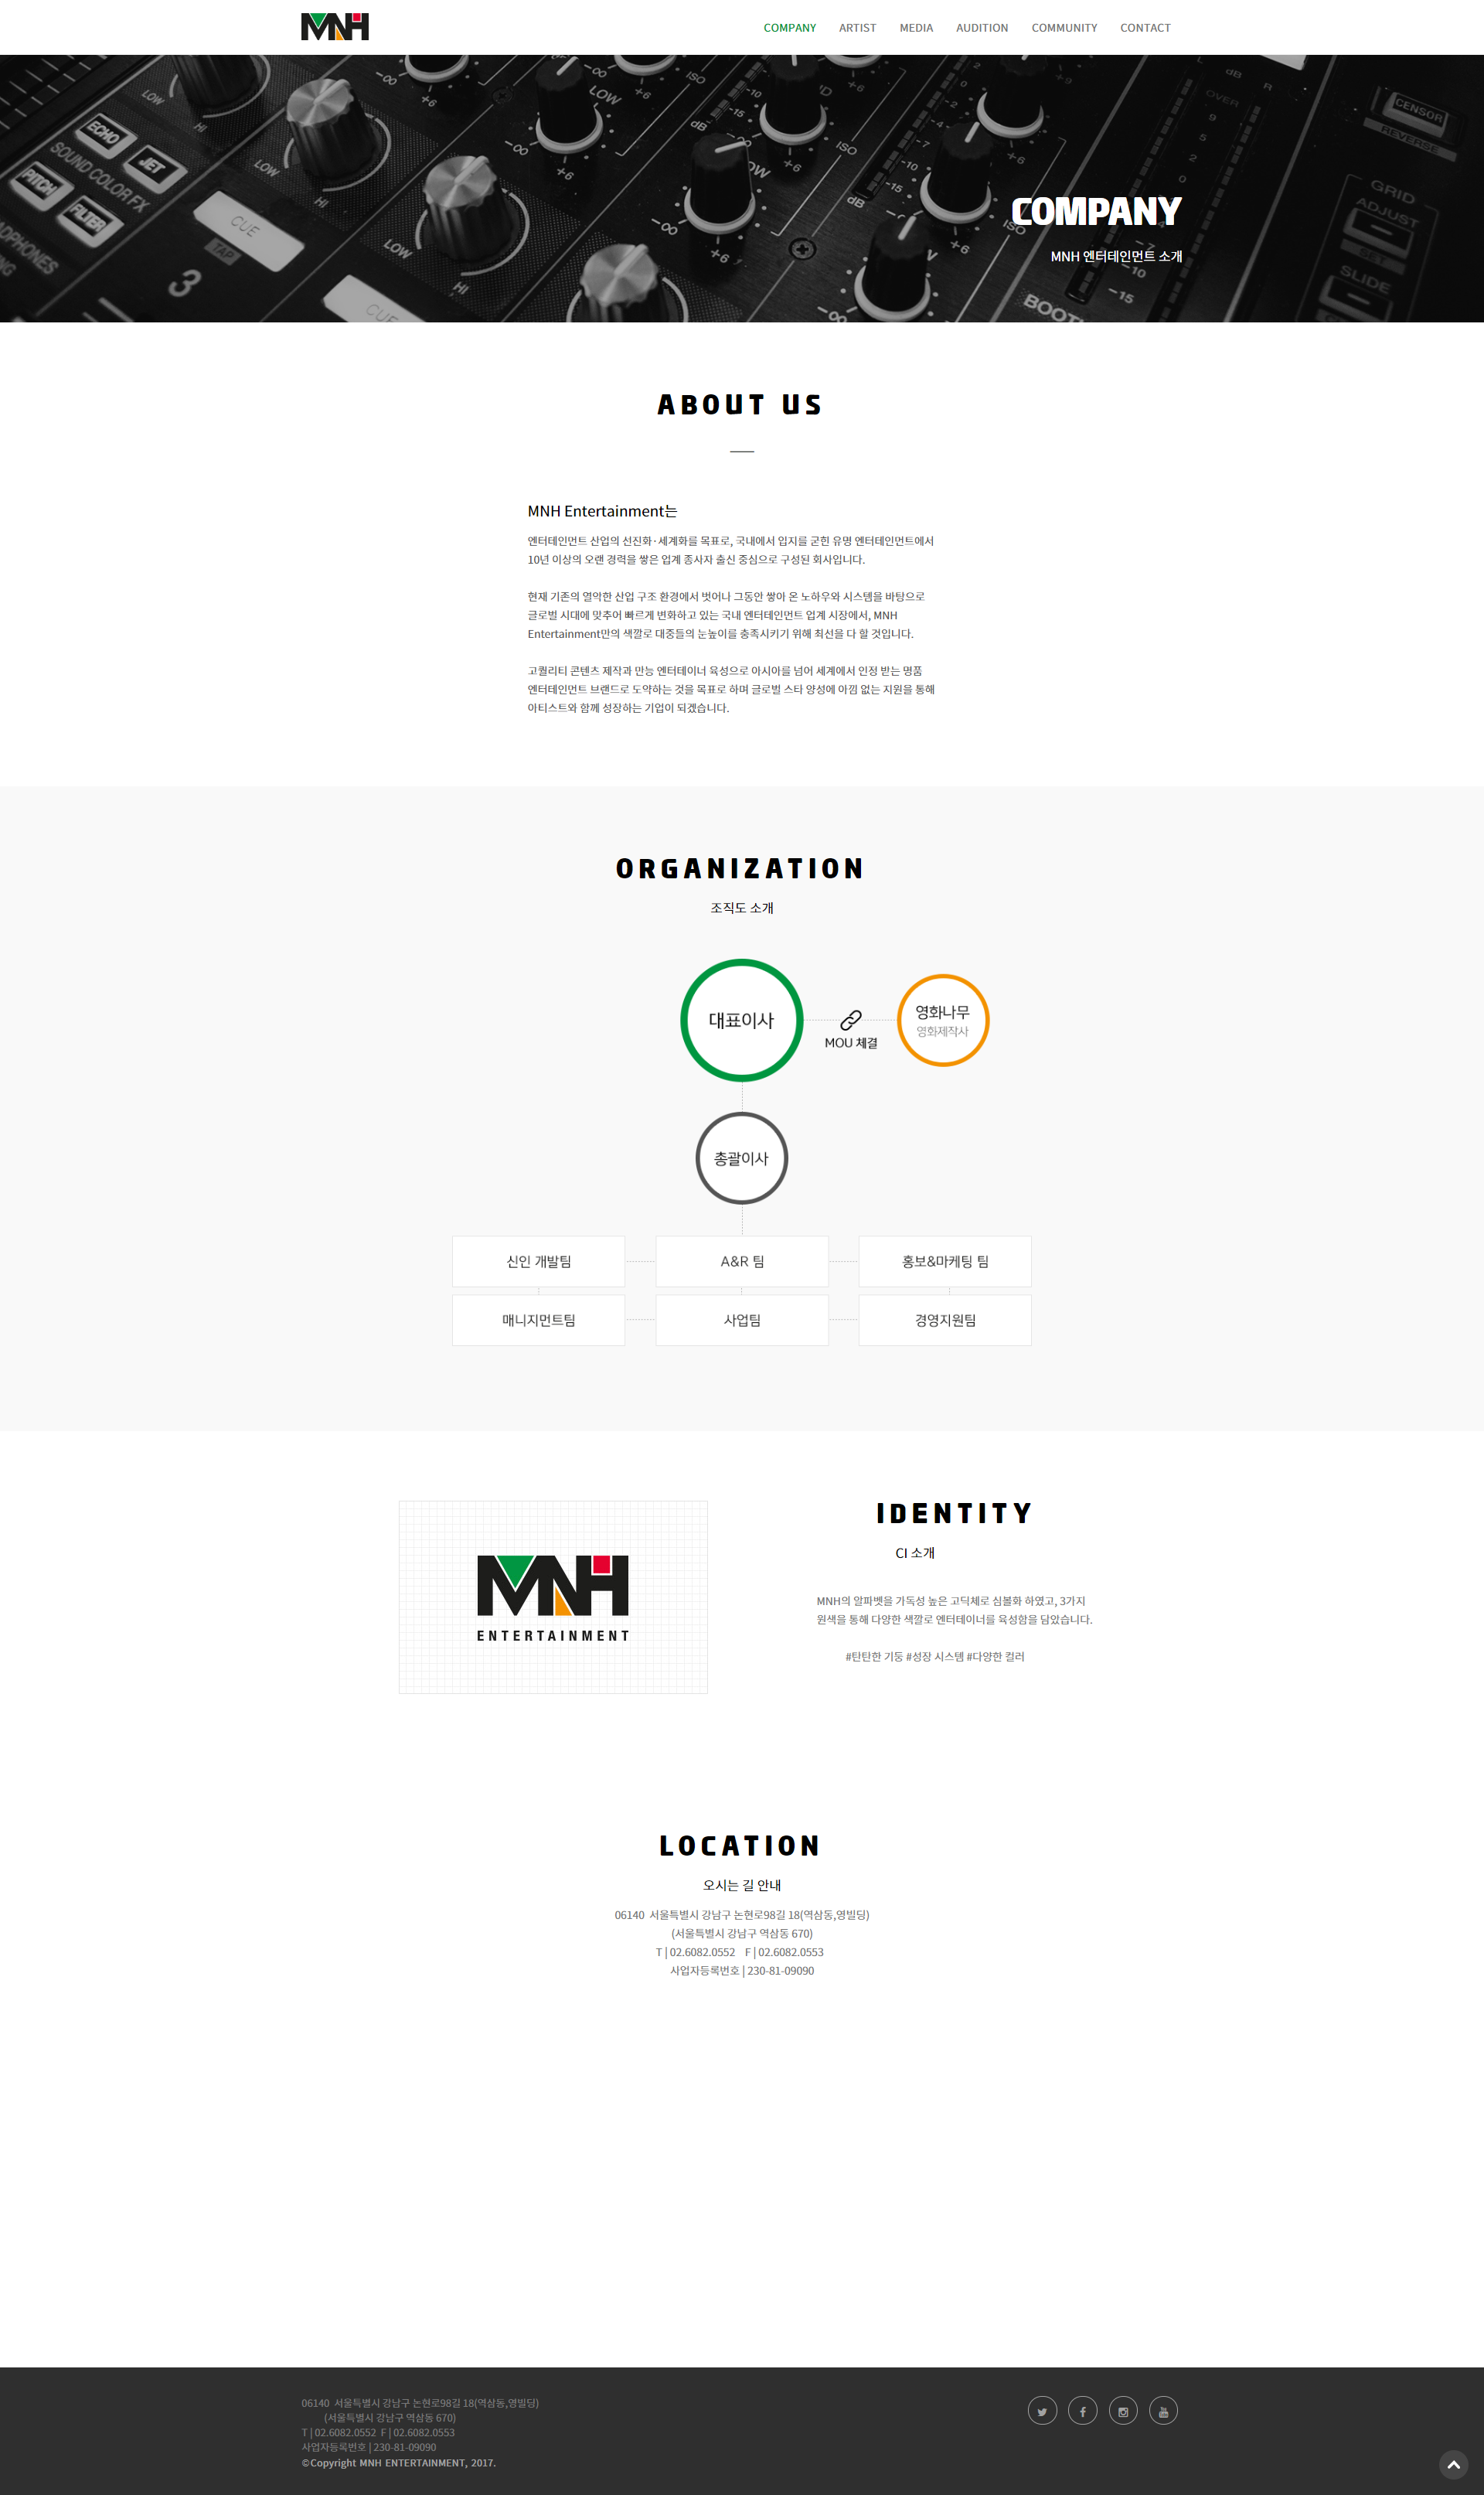 MNH
COMPANY ARTIST MEDIA AUDITION COMMUNITY CONTACT
ECHO
JET
PITCH
FILTER
SOUND COLOR FX
CUE
TAP
3
CUE
LOW
HI
LOW
HI
LOW
HI
LOW
ISO
dB
BOOTH
OVER
CENSOR
REVERSE
GRID
ADJUST
SET
SLIDE
COMPANY
MNH 엔터테인먼트 소개
ABOUT US
MNH Entertainment는
엔터테인먼트 산업의 선진화·세계화를 목표로, 국내에서 입지를 굳힌 유명 엔터테인먼트에서
10년 이상의 오랜 경력을 쌓은 업계 종사자 출신 중심으로 구성된 회사입니다.
현재 기존의 열악한 산업 구조 환경에서 벗어나 그동안 쌓아 온 노하우와 시스템을 바탕으로
글로벌 시대에 맞추어 빠르게 변화하고 있는 국내 엔터테인먼트 업계 시장에서, MNH
Entertainment만의 색깔로 대중들의 눈높이를 충족시키기 위해 최선을 다 할 것입니다.
고퀄리티 콘텐츠 제작과 만능 엔터테이너 육성으로 아시아를 넘어 세계에서 인정 받는 명품
엔터테인먼트 브랜드로 도약하는 것을 목표로 하며 글로벌 스타 양성에 아낌 없는 지원을 통해
아티스트와 함께 성장하는 기업이 되겠습니다.
ORGANIZATION
조직도 소개
대표이사
MOU 체결
영화나무
영화제작사
총괄이사
신인 개발팀
A&R 팀
홍보&마케팅 팀
매니지먼트팀
사업팀
경영지원팀
MNH
ENTERTAINMENT
IDENTITY
CI 소개
MNH의 알파벳을 가독성 높은 고딕체로 심볼화 하였고, 3가지
원색을 통해 다양한 색깔로 엔터테이너를 육성함을 담았습니다.
#탄탄한 기둥 #성장 시스템 #다양한 컬러
LOCATION
오시는 길 안내
06140 서울특별시 강남구 논현로98길 18(역삼동,영빌딩)
(서울특별시 강남구 역삼동 670)
T | 02.6082.0552 F | 02.6082.0553
사업자등록번호 | 230-81-09090
06140 서울특별시 강남구 논현로98길 18(역삼동,영빌딩)
(서울특별시 강남구 역삼동 670)
T | 02.6082.0552 F | 02.6082.0553
사업자등록번호 | 230-81-09090
©Copyright MNH ENTERTAINMENT, 2017.